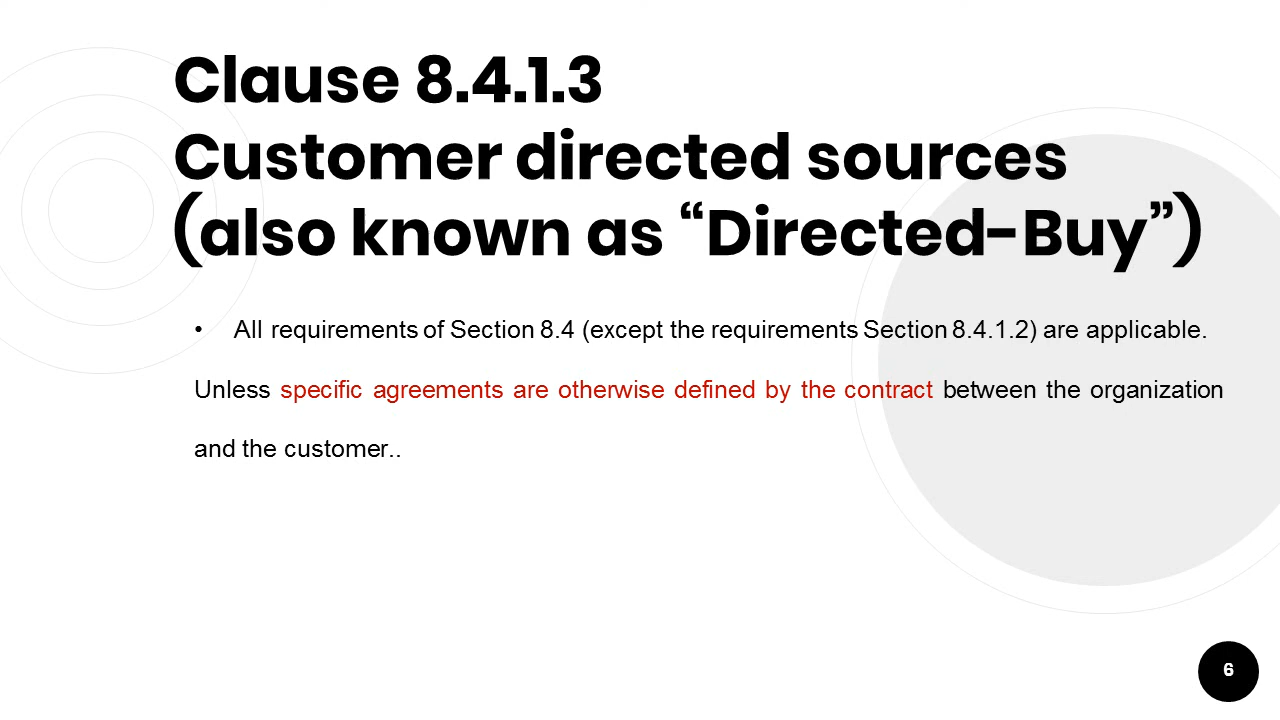 Clause 8.4.1.3
Customer directed sources
(also known as “Directed-Buy”)
• All requirements of Section 8.4 (except the requirements Section 8.4.1.2) are applicable.
Unless specific agreements are otherwise defined by the contract between the organization
and the customer..
6